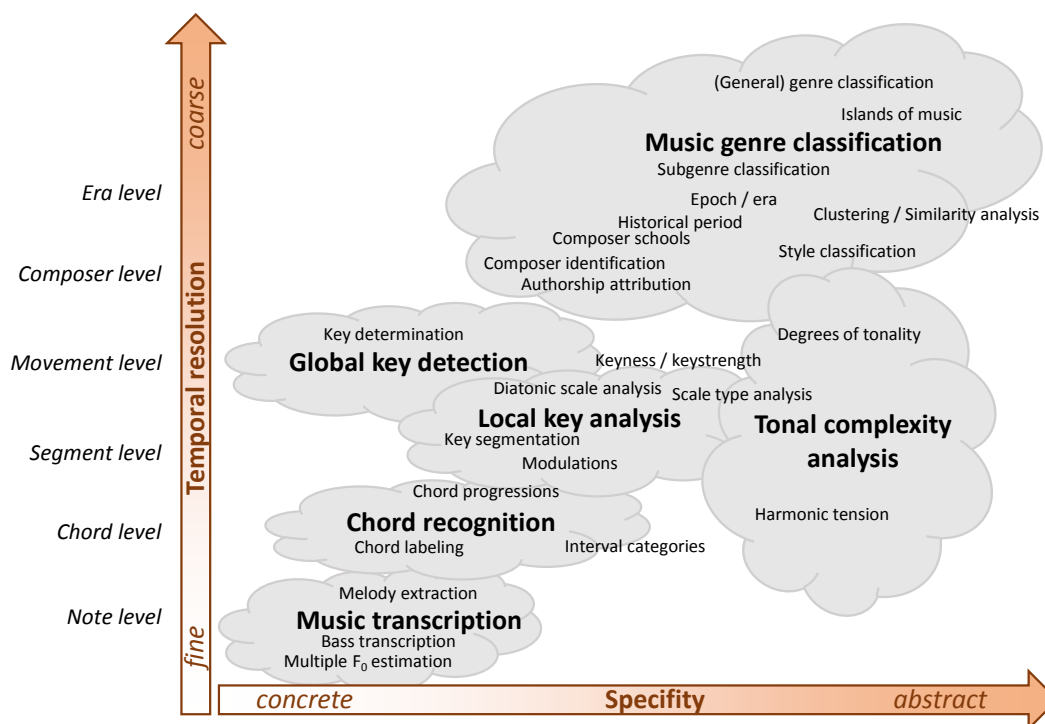 coarse
Temporal resolution
fine
Era level
Composer level
Movement level
Segment level
Chord level
Note level
(General) genre classification
Islands of music
Music genre classification
Subgenre classification
Epoch / era
Clustering / Similarity analysis
Historical period
Composer schools
Style classification
Composer identification
Authorship attribution
Key determination
Global key detection
Degrees of tonality
Keyness / keystrength
Diatonic scale analysis
Scale type analysis
Local key analysis
Key segmentation
Modulations
Tonal complexity
analysis
Harmonic tension
Chord progressions
Chord recognition
Chord labeling
Interval categories
Melody extraction
Music transcription
Bass transcription
Multiple F₀ estimation
concrete
Specifity
abstract